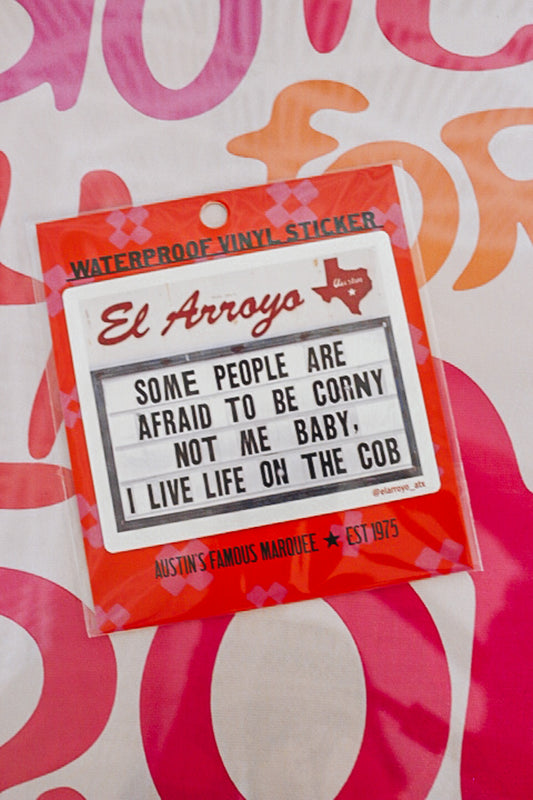 WATERPROOF VINYL STICKER
El Arroyo
Austin
SOME PEOPLE ARE
AFRAID TO BE CORNY
NOT ME BABY,
I LIVE LIFE ON THE COB
@elarroyo_atx
AUSTIN'S FAMOUS MARQUEE ★ EST 1975